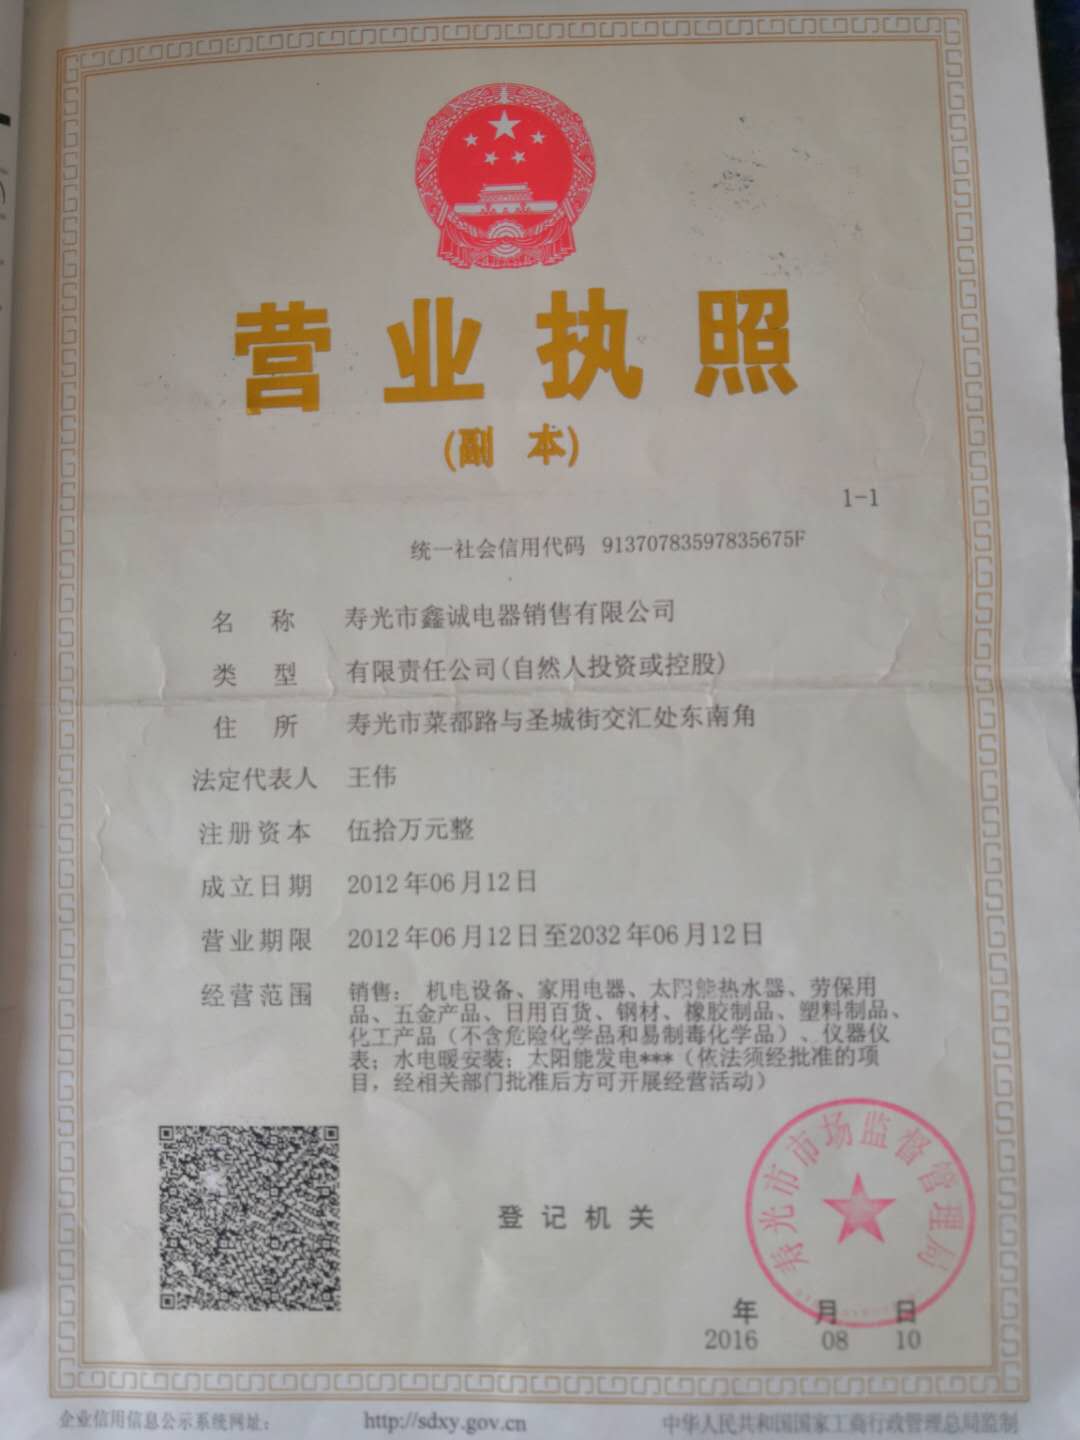 营业执照
(副 本)
1-1
统一社会信用代码 91370783597835675F
名 称 寿光市鑫诚电器销售有限公司
类 型 有限责任公司(自然人投资或控股)
住 所 寿光市菜都路与圣城街交汇处东南角
法定代表人 王伟
注册资本 伍拾万元整
成立日期 2012年06月12日
营业期限 2012年06月12日至2032年06月12日
经营范围 销售： 机电设备、家用电器、太阳能热水器、劳保用
品、五金产品、日用百货、钢材、橡胶制品、塑料制品、
化工产品（不含危险化学品和易制毒化学品）、仪器仪
表；水电暖安装；太阳能发电***（依法须经批准的项
目，经相关部门批准后方可开展经营活动）
寿光市市场监督管理局
登记机关
年 月 日
2016 08 10
企业信用信息公示系统网址： http://sdxy.gov.cn 中华人民共和国国家工商行政管理总局监制